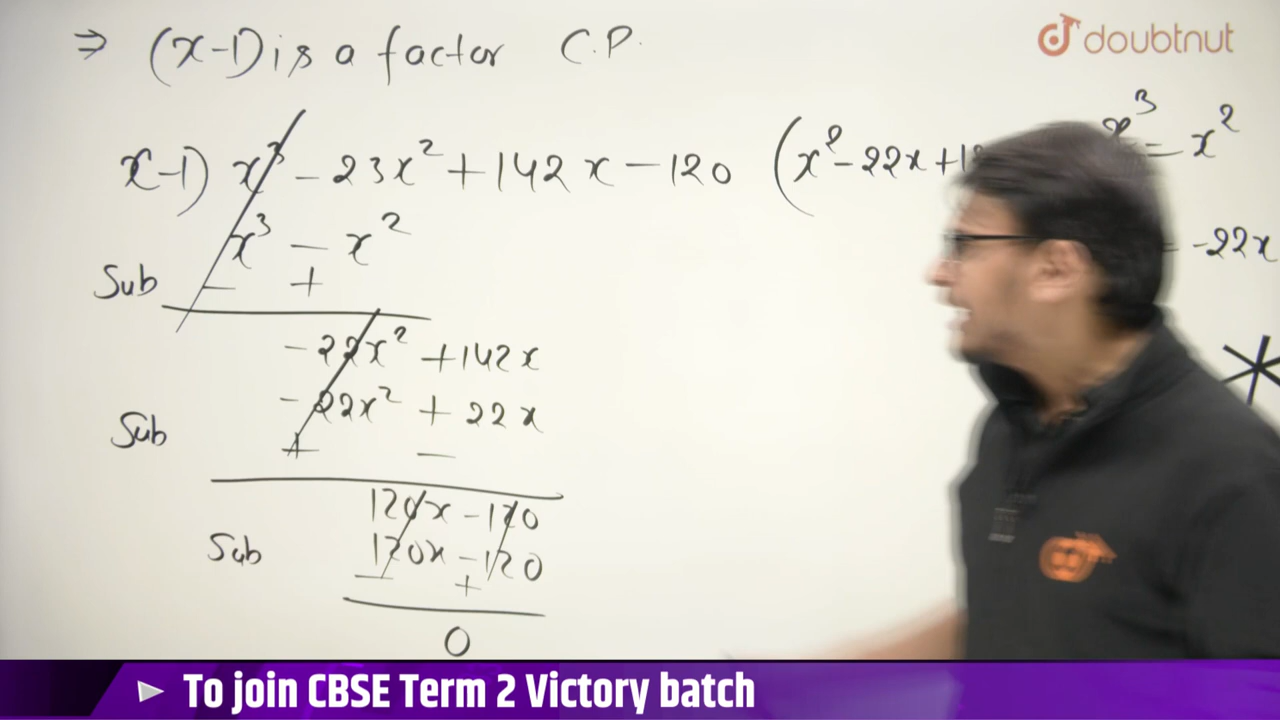 ⇒ (x-1) is a factor C.P.
doubtnut
x-1) x³ - 23x² + 142x - 120 (x² - 22x + 12
x³ = x²
x³ - x²
- +
Sub
-22x
-22x² + 142x
-22x² + 22x
+ -
Sub
120x - 120
120x - 120
- +
Sub
0
To join CBSE Term 2 Victory batch